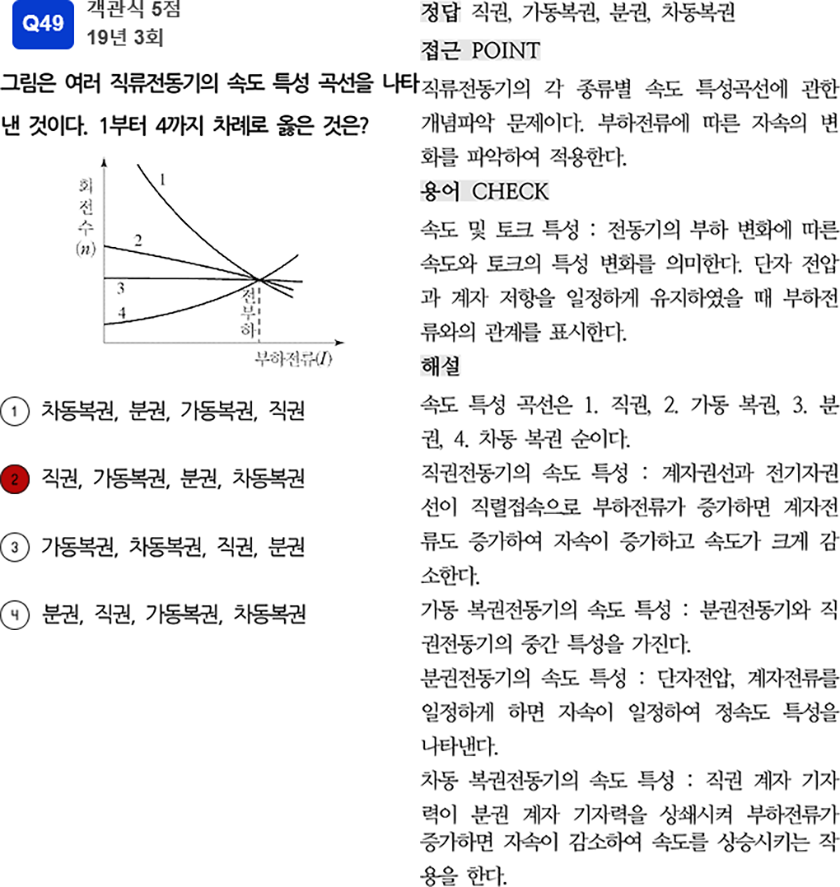 Q49
객관식 5점
19년 3회
그림은 여러 직류전동기의 속도 특성 곡선을 나타
낸 것이다. 1부터 4까지 차례로 옳은 것은?
회
전
수
(n)
1
2
3
4
전
부
하
부하전류(I)
1 차동복권, 분권, 가동복권, 직권
2 직권, 가동복권, 분권, 차동복권
3 가동복권, 차동복권, 직권, 분권
4 분권, 직권, 가동복권, 차동복권
정답 직권, 가동복권, 분권, 차동복권
접근 POINT
직류전동기의 각 종류별 속도 특성곡선에 관한
개념파악 문제이다. 부하전류에 따른 자속의 변
화를 파악하여 적용한다.
용어 CHECK
속도 및 토크 특성 : 전동기의 부하 변화에 따른
속도와 토크의 특성 변화를 의미한다. 단자 전압
과 계자 저항을 일정하게 유지하였을 때 부하전
류와의 관계를 표시한다.
해설
속도 특성 곡선은 1. 직권, 2. 가동 복권, 3. 분
권, 4. 차동 복권 순이다.
직권전동기의 속도 특성 : 계자권선과 전기자권
선이 직렬접속으로 부하전류가 증가하면 계자전
류도 증가하여 자속이 증가하고 속도가 크게 감
소한다.
가동 복권전동기의 속도 특성 : 분권전동기와 직
권전동기의 중간 특성을 가진다.
분권전동기의 속도 특성 : 단자전압, 계자전류를
일정하게 하면 자속이 일정하여 정속도 특성을
나타낸다.
차동 복권전동기의 속도 특성 : 직권 계자 기자
력이 분권 계자 기자력을 상쇄시켜 부하전류가
증가하면 자속이 감소하여 속도를 상승시키는 작
용을 한다.